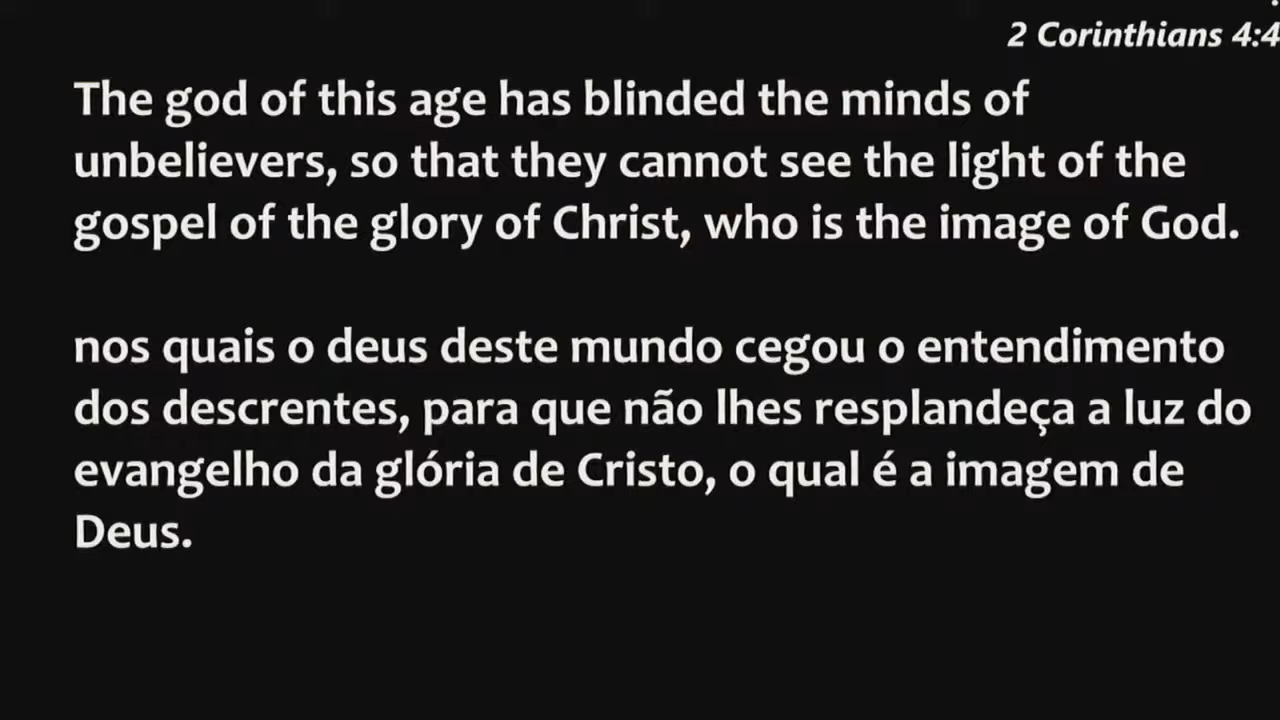 2 Corinthians 4:4
The god of this age has blinded the minds of
unbelievers, so that they cannot see the light of the
gospel of the glory of Christ, who is the image of God.
nos quais o deus deste mundo cegou o entendimento
dos descrentes, para que não lhes resplandeça a luz do
evangelho da glória de Cristo, o qual é a imagem de
Deus.